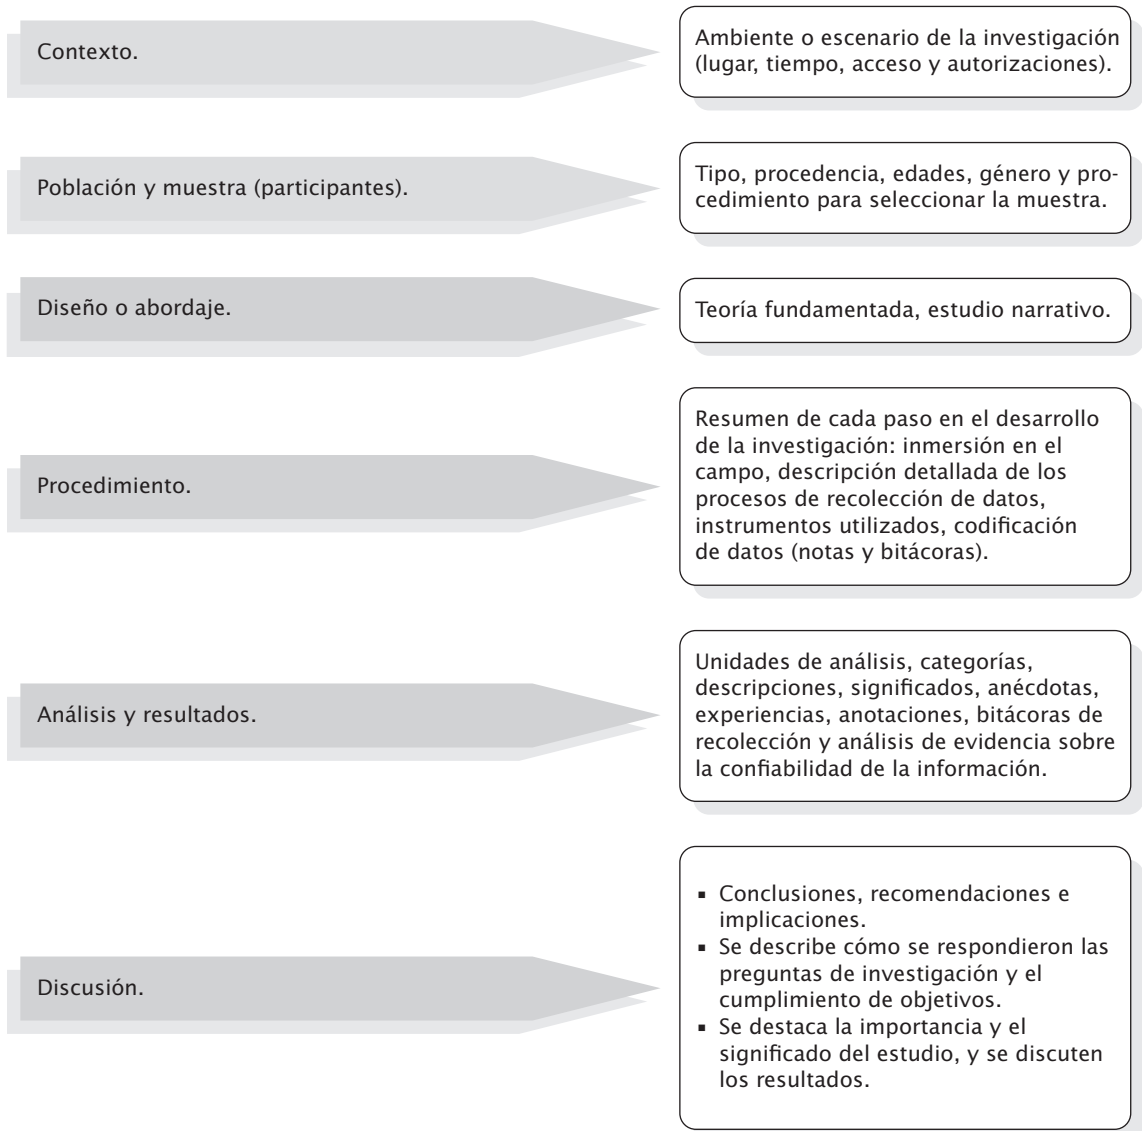 Contexto.
Ambiente o escenario de la investigación
(lugar, tiempo, acceso y autorizaciones).
Población y muestra (participantes).
Tipo, procedencia, edades, género y pro-
cedimiento para seleccionar la muestra.
Diseño o abordaje.
Teoría fundamentada, estudio narrativo.
Procedimiento.
Resumen de cada paso en el desarrollo
de la investigación: inmersión en el
campo, descripción detallada de los
procesos de recolección de datos,
instrumentos utilizados, codificación
de datos (notas y bitácoras).
Análisis y resultados.
Unidades de análisis, categorías,
descripciones, significados, anécdotas,
experiencias, anotaciones, bitácoras de
recolección y análisis de evidencia sobre
la confiabilidad de la información.
Discusión.
▪ Conclusiones, recomendaciones e
implicaciones.
▪ Se describe cómo se respondieron las
preguntas de investigación y el
cumplimiento de objetivos.
▪ Se destaca la importancia y el
significado del estudio, y se discuten
los resultados.